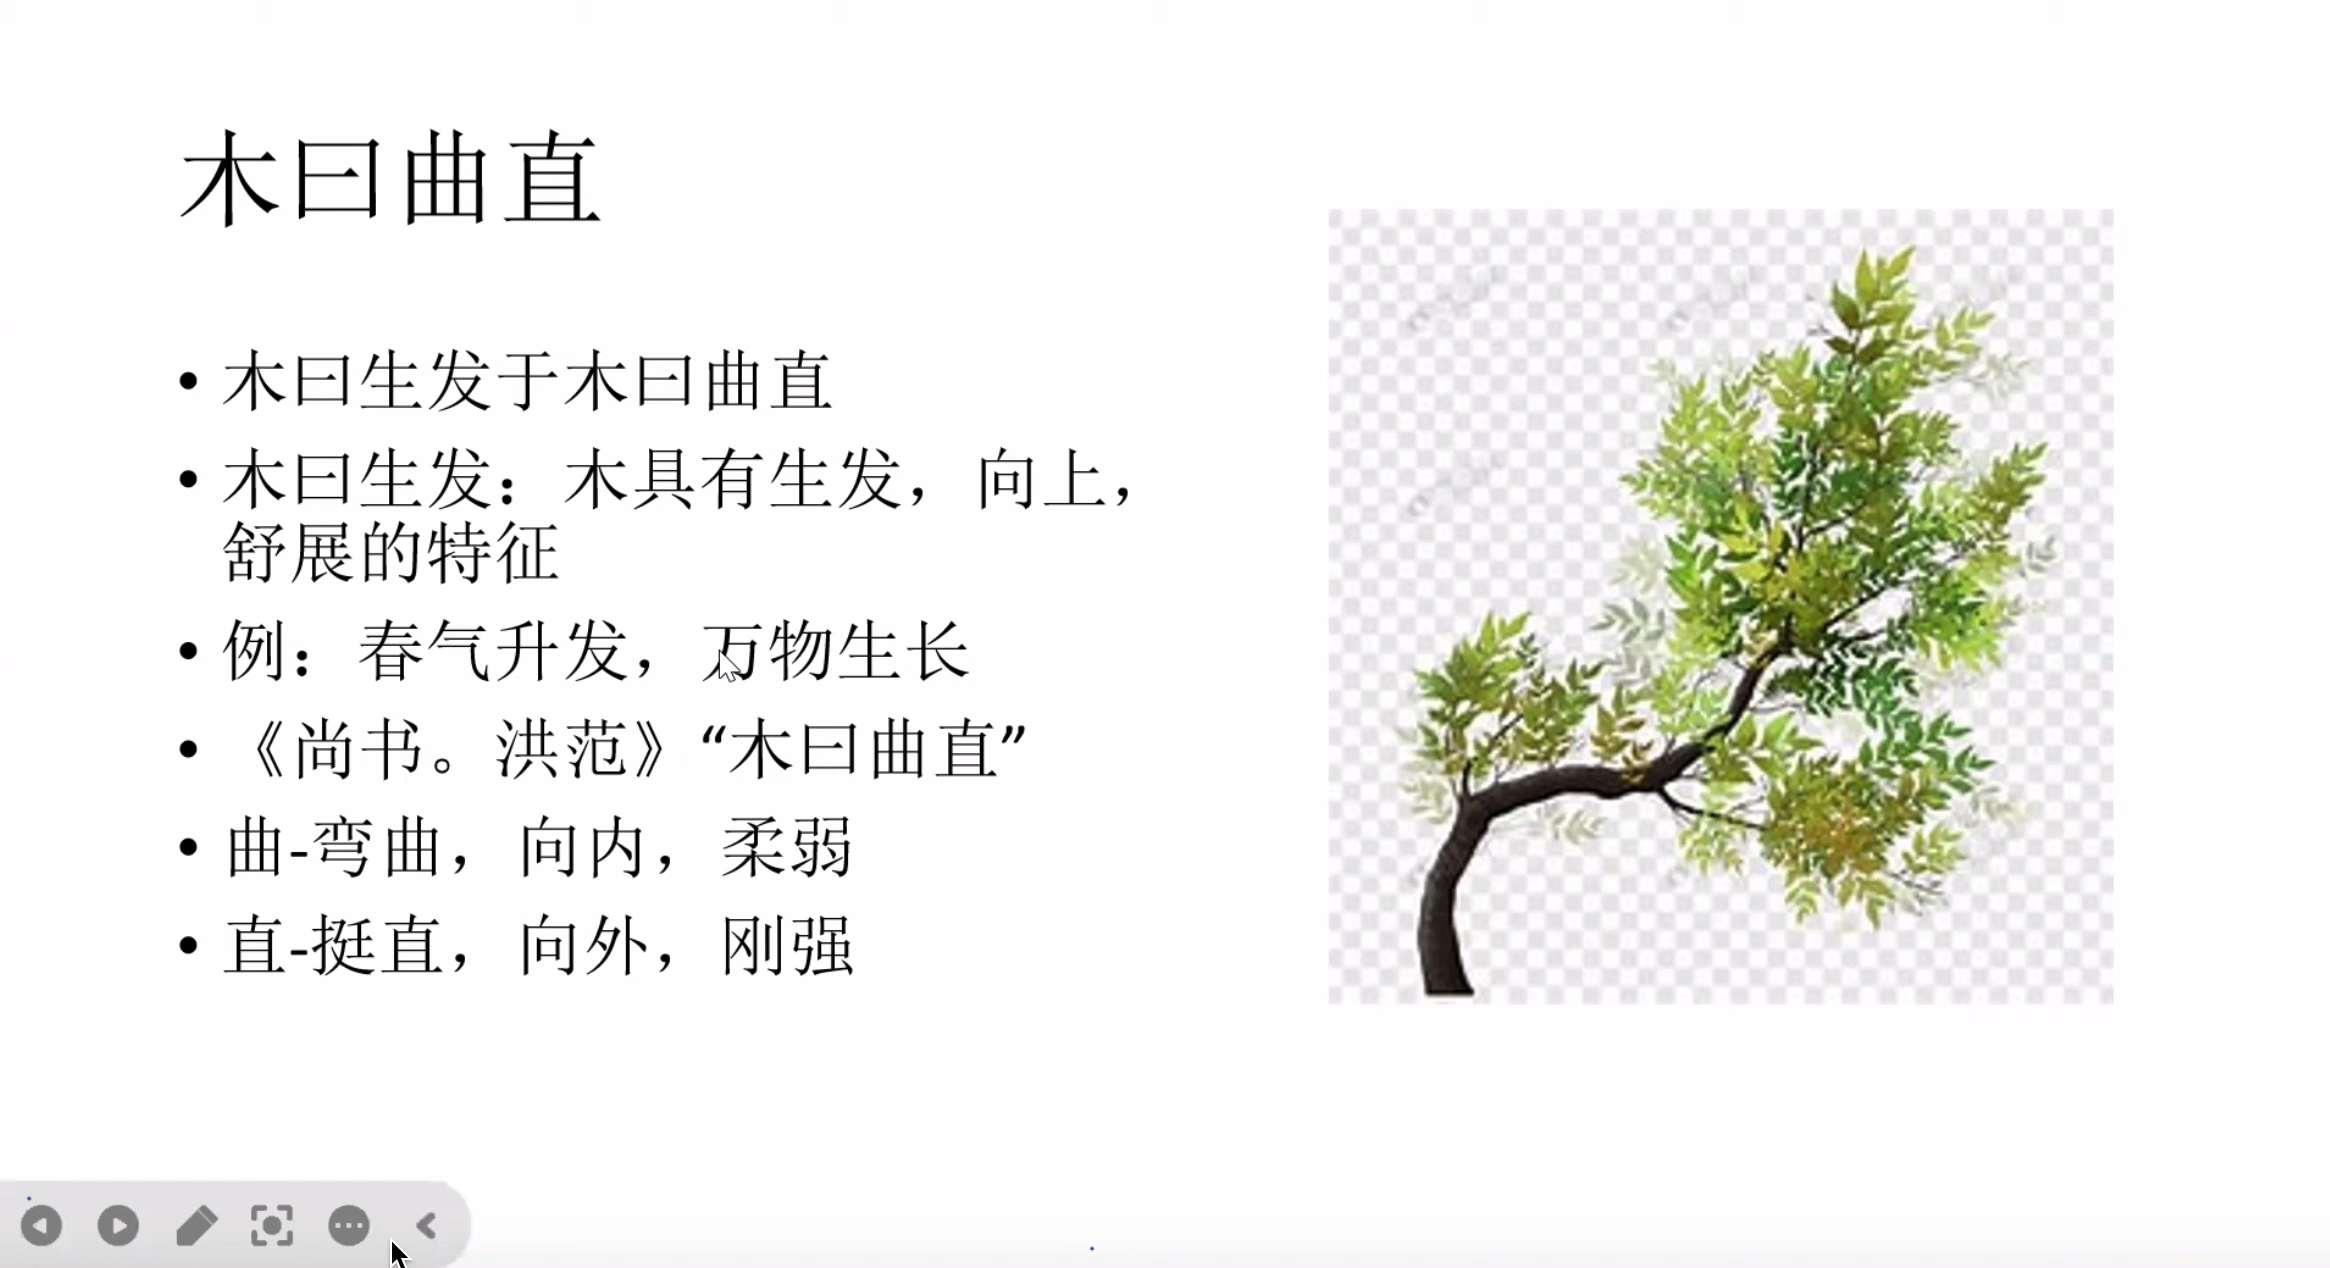 木曰曲直
• 木曰生发于木曰曲直
• 木曰生发：木具有生发，向上，
舒展的特征
• 例：春气升发，万物生长
• 《尚书。洪范》“木曰曲直”
• 曲-弯曲，向内，柔弱
• 直-挺直，向外，刚强